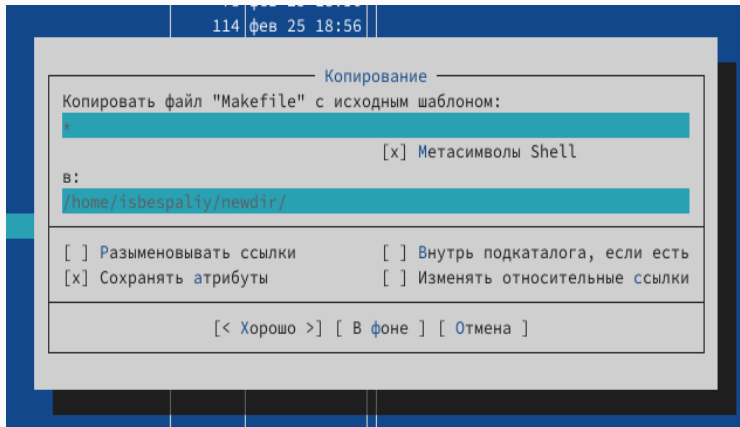 114 фев 25 18:56
Копирование
Копировать файл "Makefile" с исходным шаблоном:
*
[x] Метасимволы Shell
в:
/home/isbespaliy/newdir/
[ ] Разыменовывать ссылки [ ] Внутрь подкаталога, если есть
[x] Сохранять атрибуты [ ] Изменять относительные ссылки
[< Хорошо >] [ В фоне ] [ Отмена ]